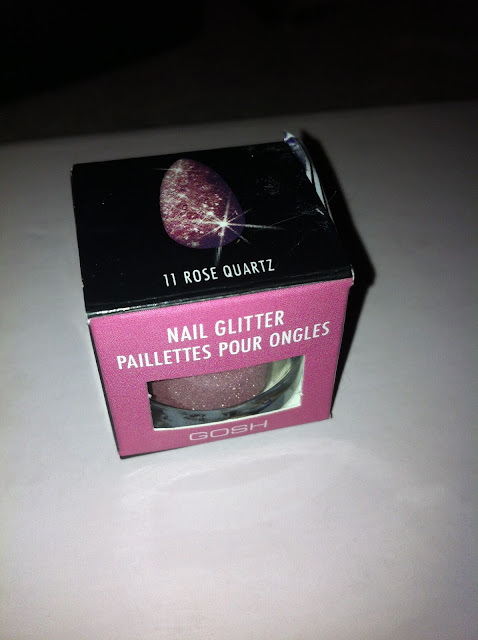 11 ROSE QUARTZ
NAIL GLITTER
PAILLETTES POUR ONGLES
GOSH